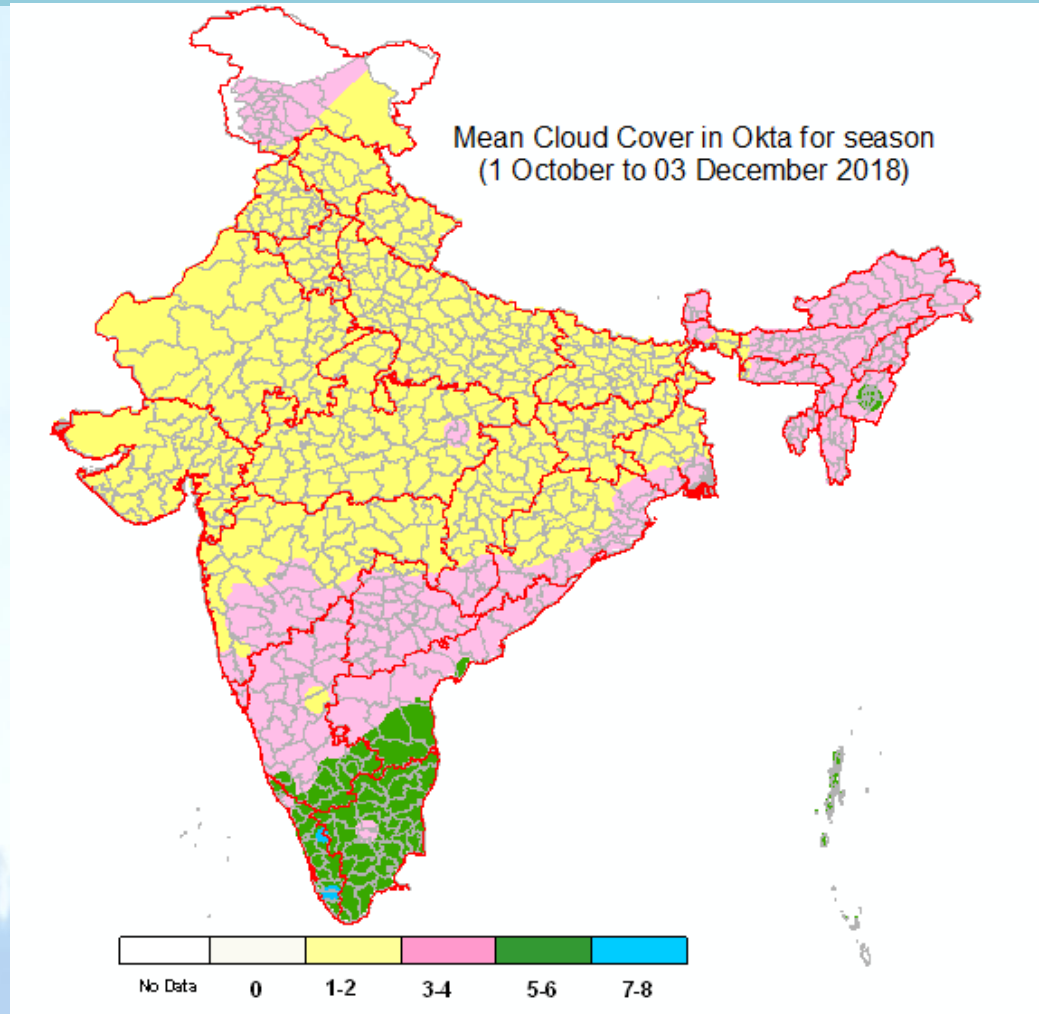 Mean Cloud Cover in Okta for season
(1 October to 03 December 2018)
No Data 0 1-2 3-4 5-6 7-8